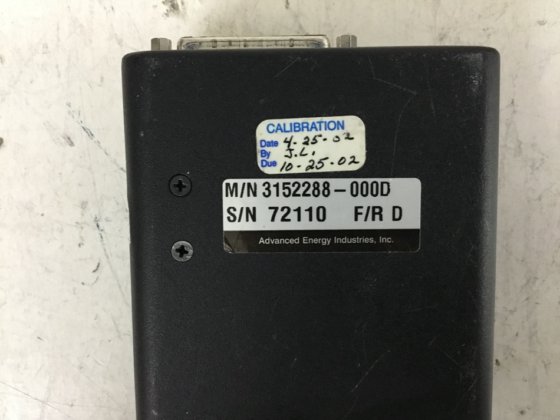 CALIBRATION
Date 4-25-02
By J.L.
Due 10-25-02
M/N 3152288-000D
S/N 72110 F/R D
Advanced Energy Industries, Inc.